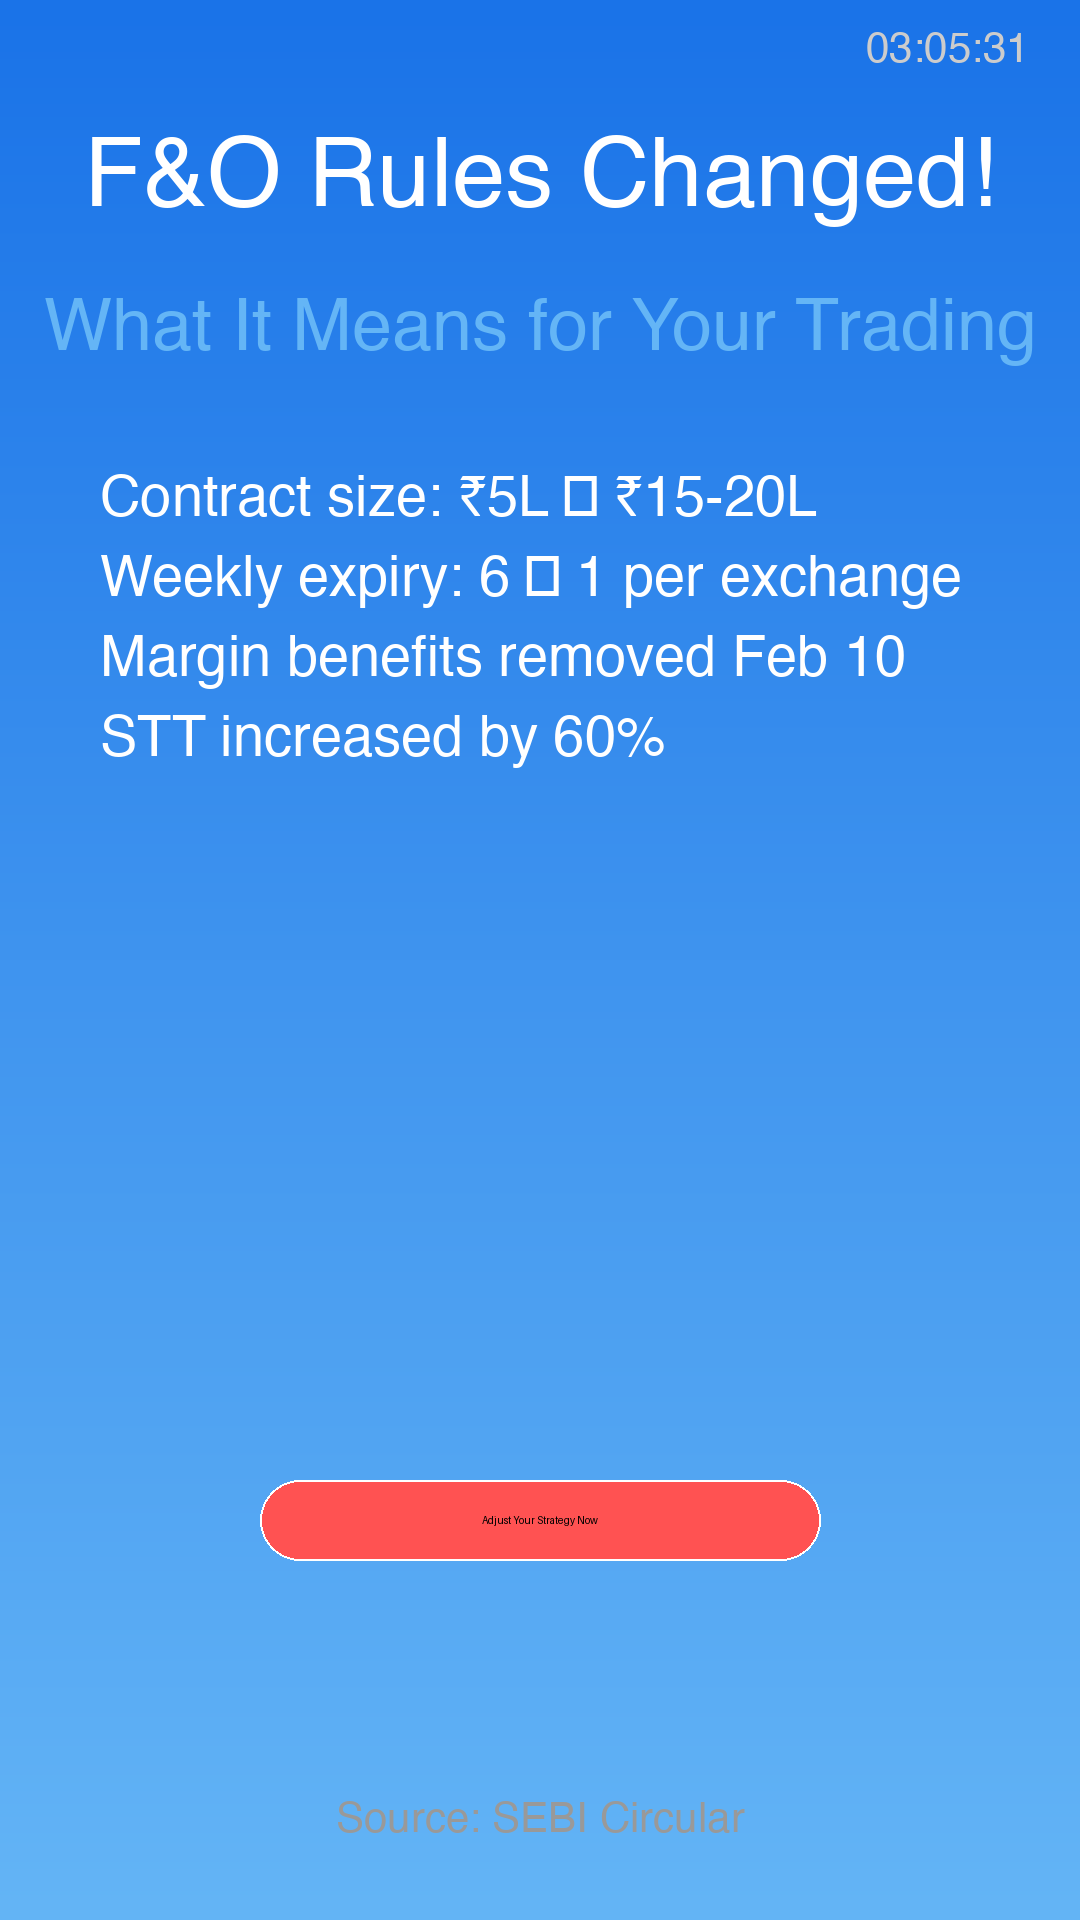 03:05:31
F&O Rules Changed!
What It Means for Your Trading
Contract size: ₹5L □ ₹15-20L
Weekly expiry: 6 □ 1 per exchange
Margin benefits removed Feb 10
STT increased by 60%
Adjust Your Strategy Now
Source: SEBI Circular